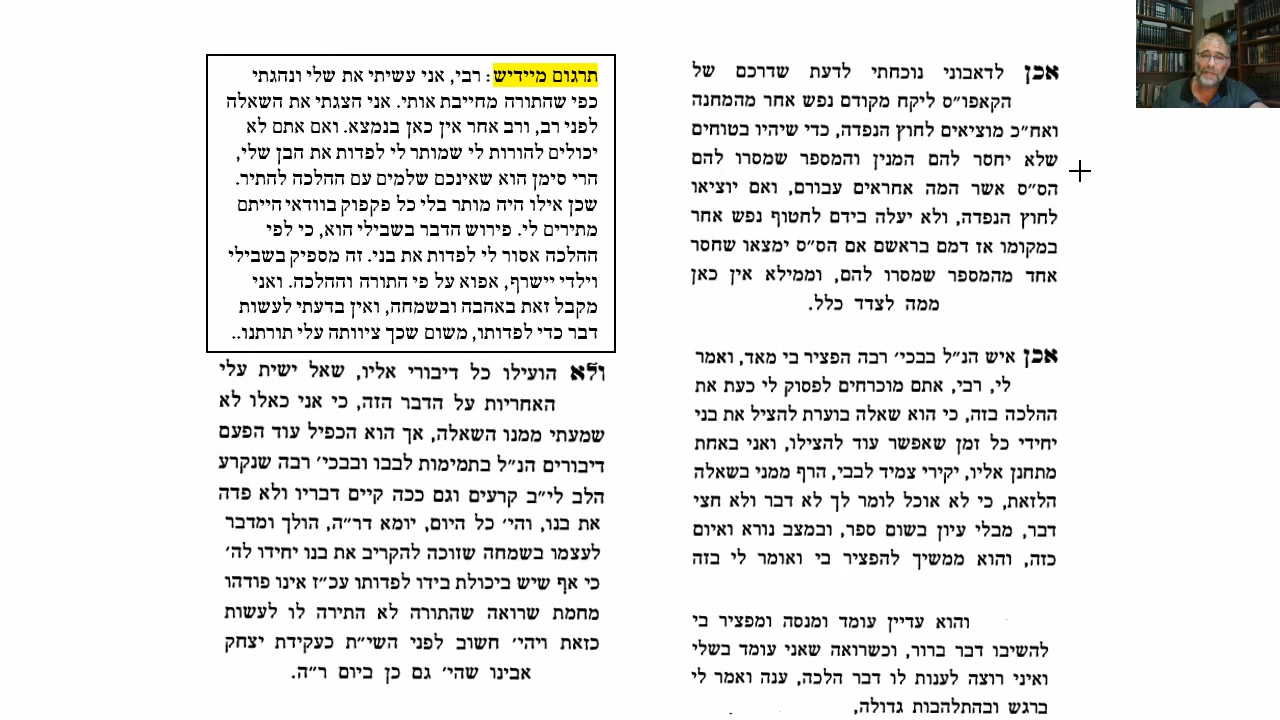 אכן לדאבוני נוכחתי לדעת שדרכם של
הקאפו״ס ליקח מקודם נפש אחר מהמחנה
ואח״כ מוציאים לחוץ הנפדה, כדי שיהיו בטוחים
שלא יחסר להם המנין והמספר שמסרו להם
הס״ס אשר המה אחראים עבורם, ואם יוציאו
לחוץ הנפדה, ולא יעלה בידם לחטוף נפש אחר
במקומו אז דמם בראשם אם הס״ס ימצאו שחסר
אחד מהמספר שמסרו להם, וממילא אין כאן
ממה לצדד כלל.
אכן איש הנ״ל בבכי׳ רבה הפציר בי מאד, ואמר
לי, רבי, אתם מוכרחים לפסוק לי כעת את
ההלכה בזה, כי הוא שאלה בוערת להציל את בני
יחידי כל זמן שאפשר עוד להצילו, ואני באחת
מתחנן אליו, יקירי צמיד לבבי, הרף ממני בשאלה
הלזאת, כי לא אוכל לומר לך לא דבר ולא חצי
דבר, מבלי עיון בשום ספר, ובמצב נורא ואיום
כזה, והוא ממשיך להפציר בי ואומר לי בזה
והוא עדיין עומד ומנסה ומפציר בי
להשיבו דבר ברור, וכשרואה שאני עומד בשלי
ואיני רוצה לענות לו דבר הלכה, ענה ואמר לי
ברגש ובהתלהבות גדולה,
תרגום מיידיש: רבי, אני עשיתי את שלי ונהגתי
כפי שהתורה מחייבת אותי. אני הצגתי את השאלה
לפני רב, ורב אחר אין כאן בנמצא. ואם אתם לא
יכולים להורות לי שמותר לי לפדות את הבן שלי,
הרי סימן הוא שאינכם שלמים עם ההלכה להתיר.
שכן אילו היה מותר בלי כל פקפוק בוודאי הייתם
מתירים לי. פירוש הדבר בשבילי הוא, כי לפי
ההלכה אסור לי לפדות את בני. זה מספיק בשבילי
וילדי יישרף, אפוא על פי התורה וההלכה. ואני
מקבל זאת באהבה ובשמחה, ואין בדעתי לעשות
דבר כדי לפדותו, משום שכך ציוותה עלי תורתנו..
ולא הועילו כל דיבורי אליו, שאל ישית עלי
האחריות על הדבר הזה, כי אני כאלו לא
שמעתי ממנו השאלה, אך הוא הכפיל עוד הפעם
דיבורים הנ״ל בתמימות לבבו ובבכי׳ רבה שנקרע
הלב לי״ב קרעים וגם ככה קיים דבריו ולא פדה
את בנו, והי׳ כל היום, יומא דר״ה, הולך ומדבר
לעצמו בשמחה שזוכה להקריב את בנו יחידו לה׳
כי אף שיש ביכולת בידו לפדותו עכ״ז אינו פודהו
מחמת שרואה שהתורה לא התירה לו לעשות
כזאת ויהי׳ חשוב לפני השי״ת כעקידת יצחק
אבינו שהי׳ גם כן ביום ר״ה.